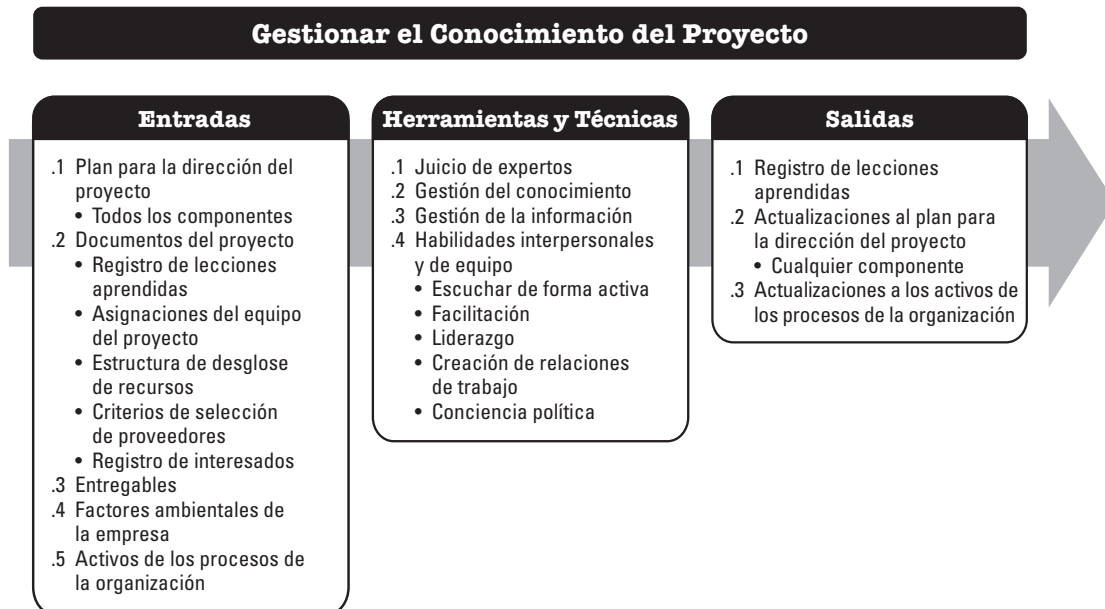 Gestionar el Conocimiento del Proyecto
Entradas
.1 Plan para la dirección del
proyecto
• Todos los componentes
.2 Documentos del proyecto
• Registro de lecciones
aprendidas
• Asignaciones del equipo
del proyecto
• Estructura de desglose
de recursos
• Criterios de selección
de proveedores
• Registro de interesados
.3 Entregables
.4 Factores ambientales de
la empresa
.5 Activos de los procesos de
la organización
Herramientas y Técnicas
.1 Juicio de expertos
.2 Gestión del conocimiento
.3 Gestión de la información
.4 Habilidades interpersonales
y de equipo
• Escuchar de forma activa
• Facilitación
• Liderazgo
• Creación de relaciones
de trabajo
• Conciencia política
Salidas
.1 Registro de lecciones
aprendidas
.2 Actualizaciones al plan para
la dirección del proyecto
• Cualquier componente
.3 Actualizaciones a los activos de
los procesos de la organización